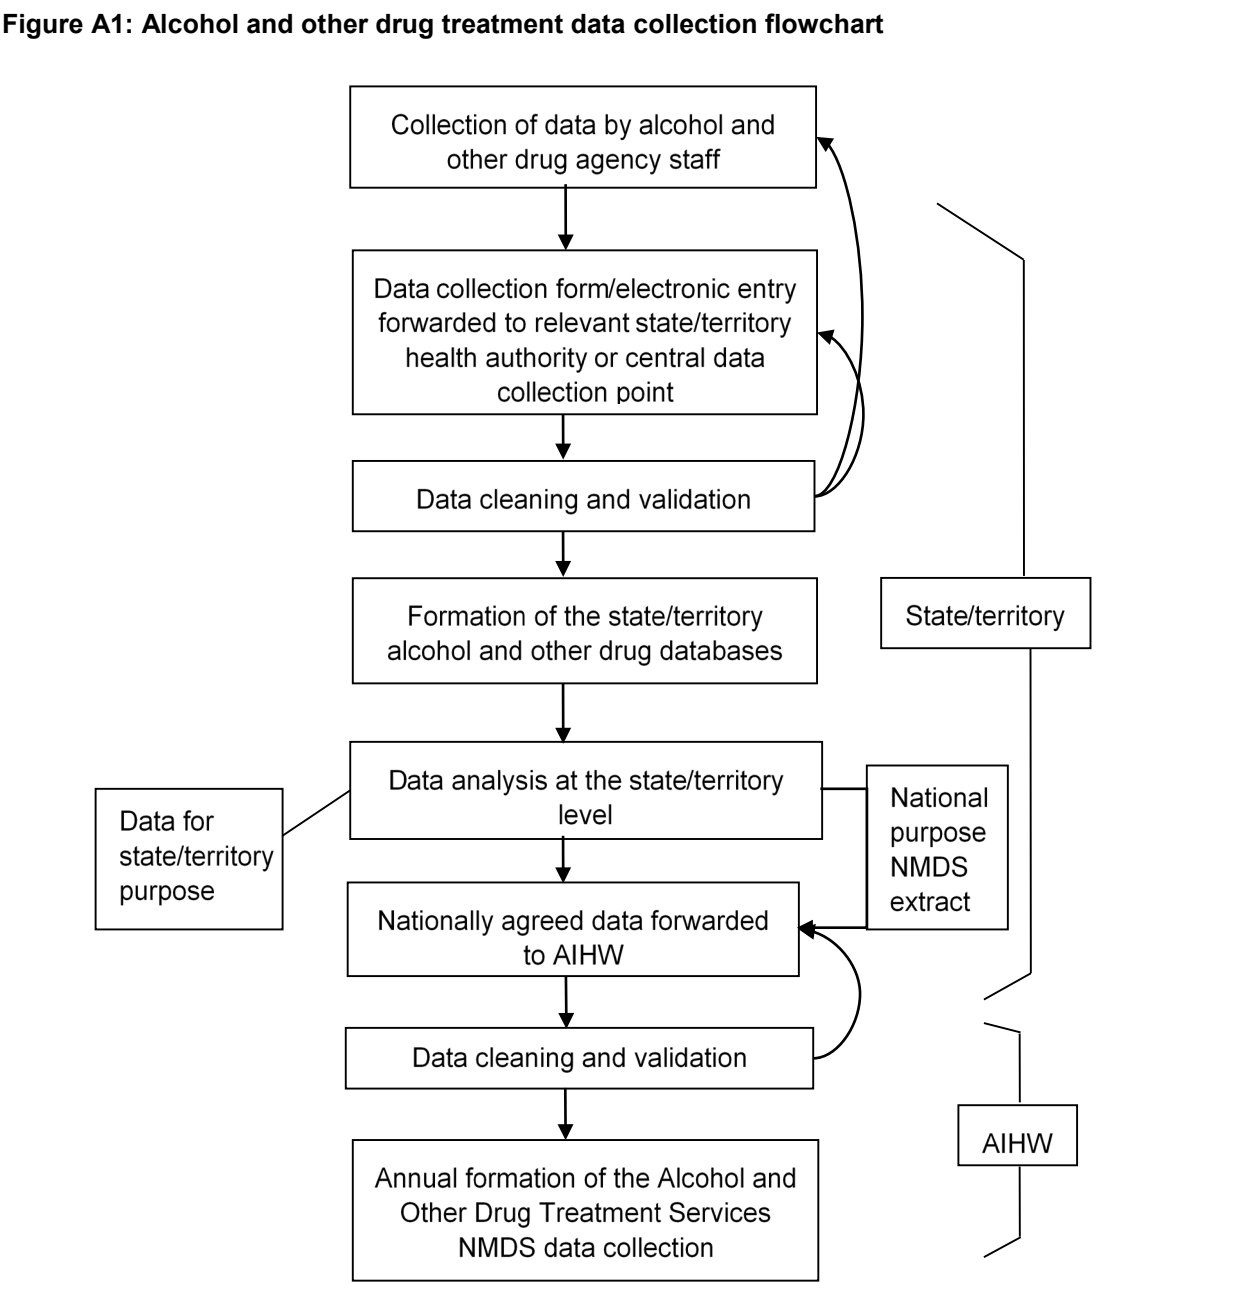 Figure A1: Alcohol and other drug treatment data collection flowchart
Collection of data by alcohol and
other drug agency staff
Data collection form/electronic entry
forwarded to relevant state/territory
health authority or central data
collection point
Data cleaning and validation
Formation of the state/territory
alcohol and other drug databases
State/territory
Data analysis at the state/territory
level
Data for
state/territory
purpose
National
purpose
NMDS
extract
Nationally agreed data forwarded
to AIHW
Data cleaning and validation
AIHW
Annual formation of the Alcohol and
Other Drug Treatment Services
NMDS data collection